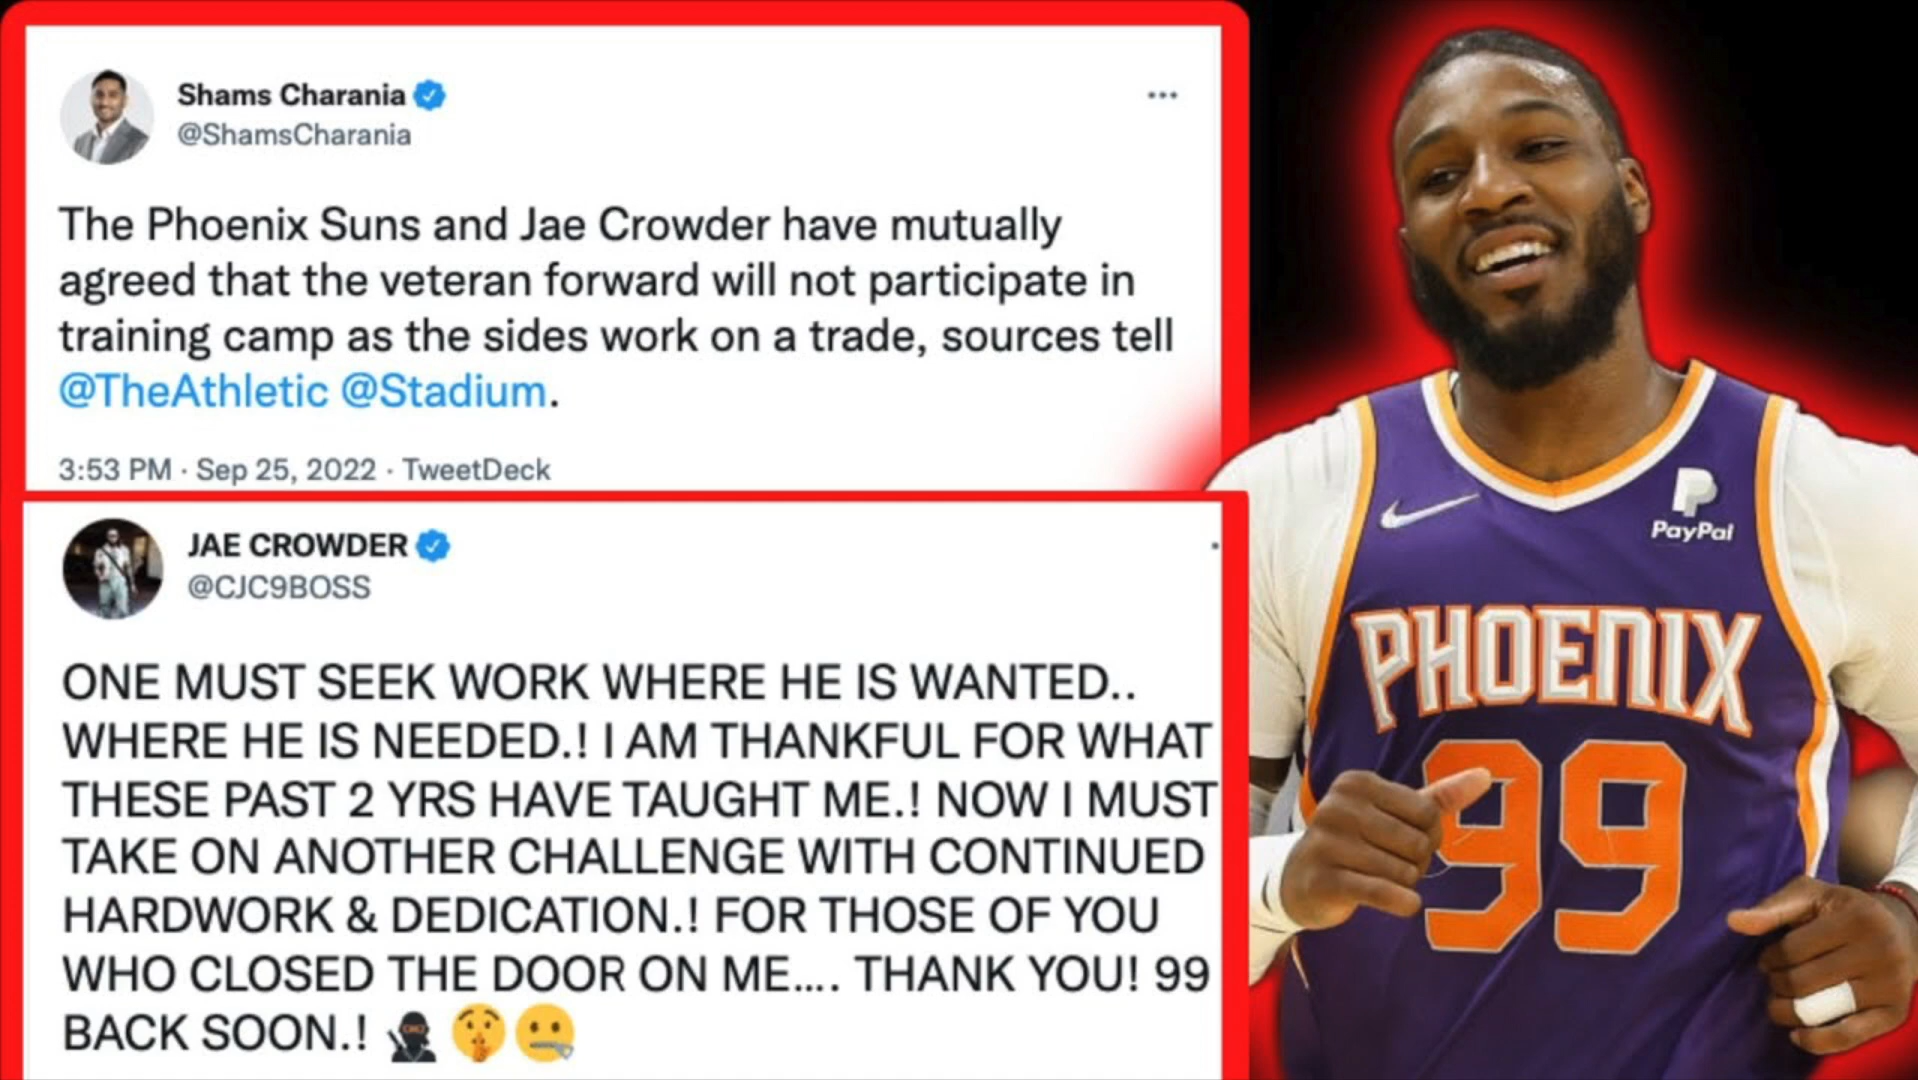 Shams Charania
@ShamsCharania
The Phoenix Suns and Jae Crowder have mutually
agreed that the veteran forward will not participate in
training camp as the sides work on a trade, sources tell
@TheAthletic @Stadium.
3:53 PM · Sep 25, 2022 · TweetDeck
JAE CROWDER
@CJC9BOSS
ONE MUST SEEK WORK WHERE HE IS WANTED..
WHERE HE IS NEEDED.! I AM THANKFUL FOR WHAT
THESE PAST 2 YRS HAVE TAUGHT ME.! NOW I MUST
TAKE ON ANOTHER CHALLENGE WITH CONTINUED
HARDWORK & DEDICATION.! FOR THOSE OF YOU
WHO CLOSED THE DOOR ON ME.... THANK YOU! 99
BACK SOON.! 🥷🏿 🤫 🤐
PayPal
PHOENIX
99